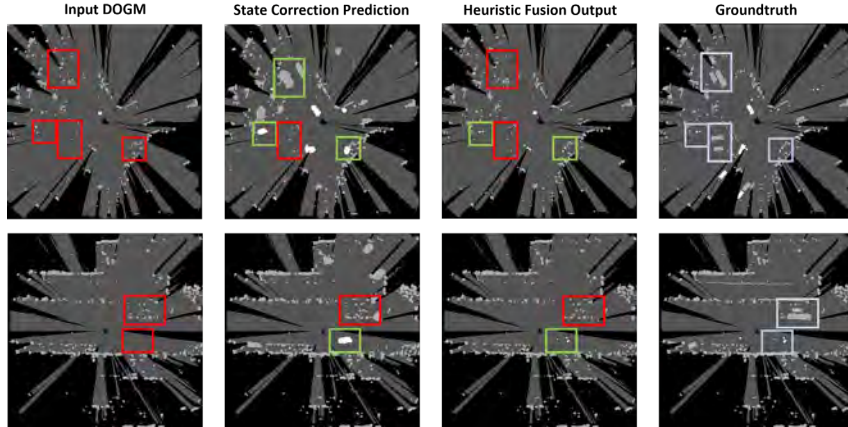 Input DOGM
State Correction Prediction
Heuristic Fusion Output
Groundtruth